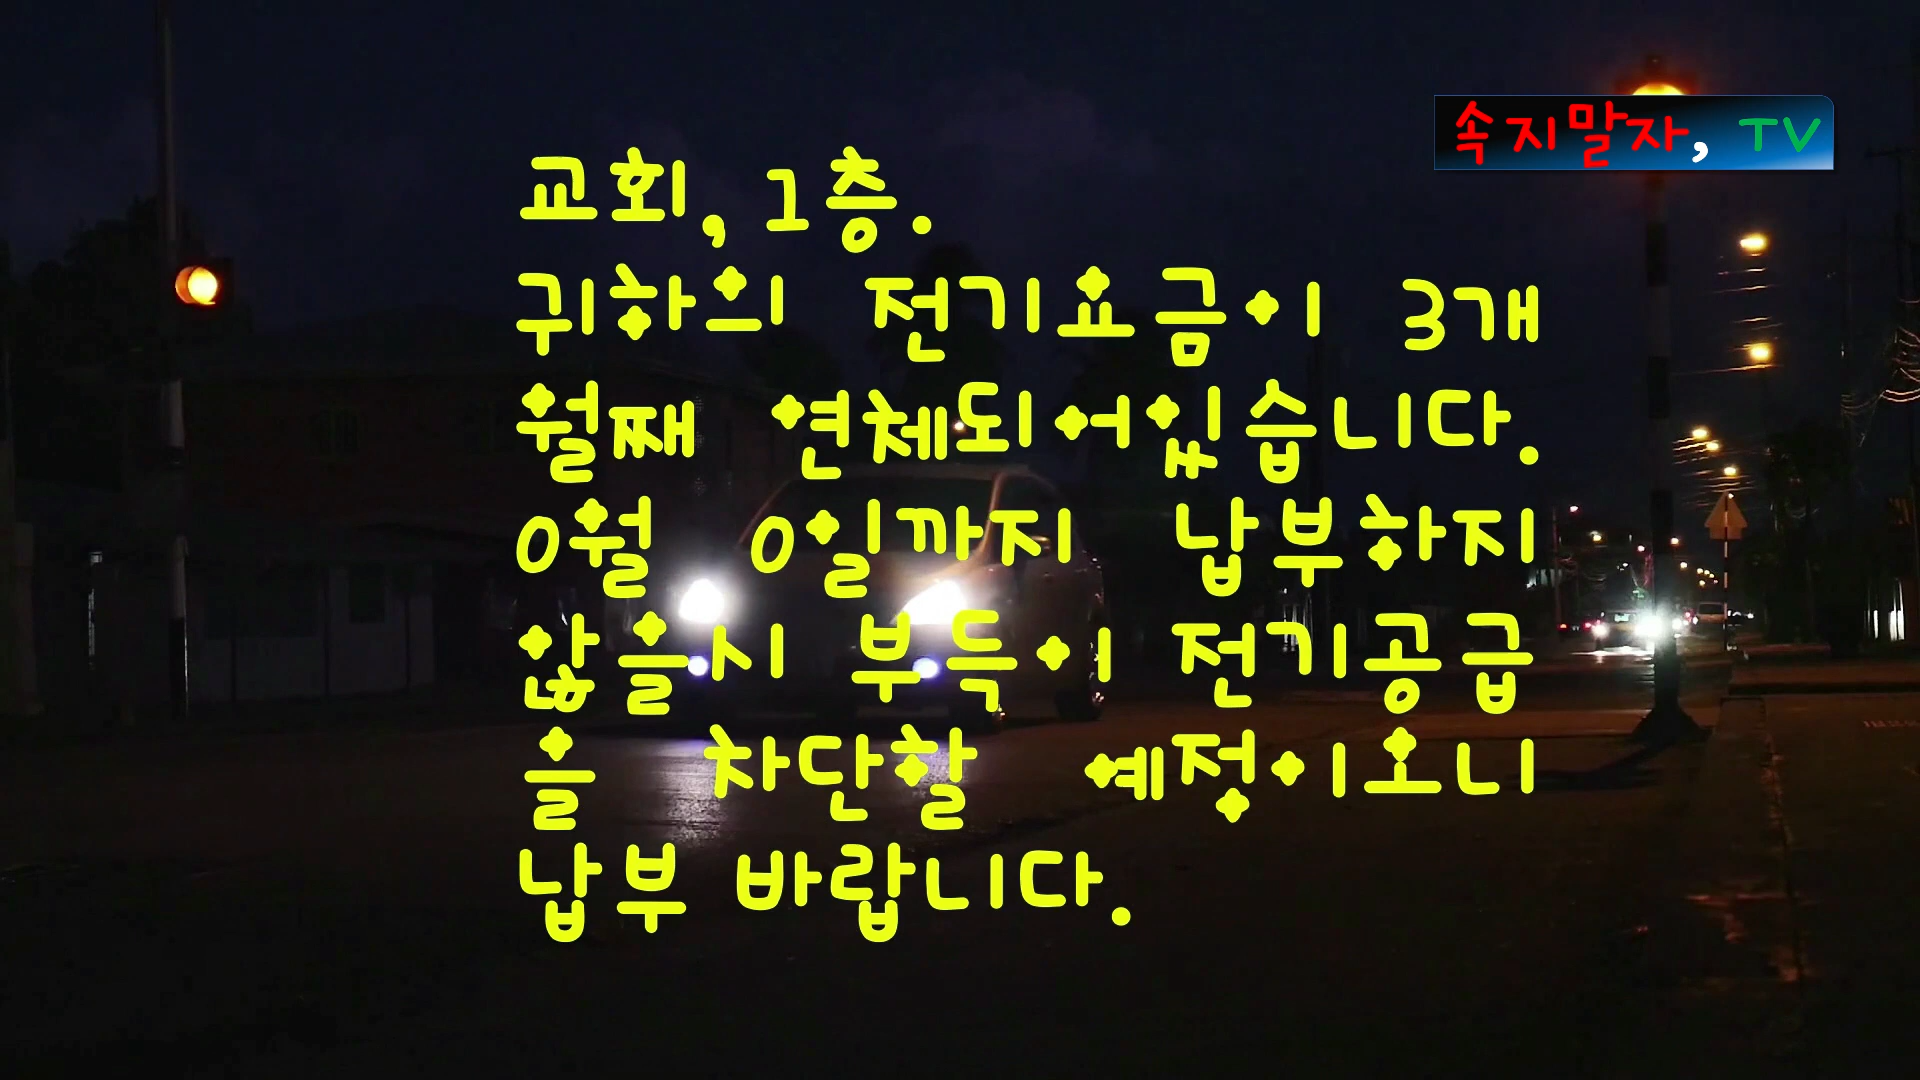 속지말자, TV
교회, 1층.
귀하의 전기요금이 3개
월째 연체되어있습니다.
0월 0일까지 납부하지
않을시 부득이 전기공급
을 차단할 예정이오니
납부 바랍니다.